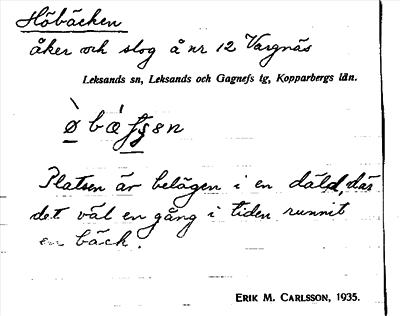 Höbäcken
åker och slog å nr 12 Vargnäs
Leksands sn, Leksands och Gagnefs tg, Kopparbergs län.
Platsen är belägen i en däld, där
det väl en gång i tiden runnit
en bäck.
ERIK M. CARLSSON, 1935.